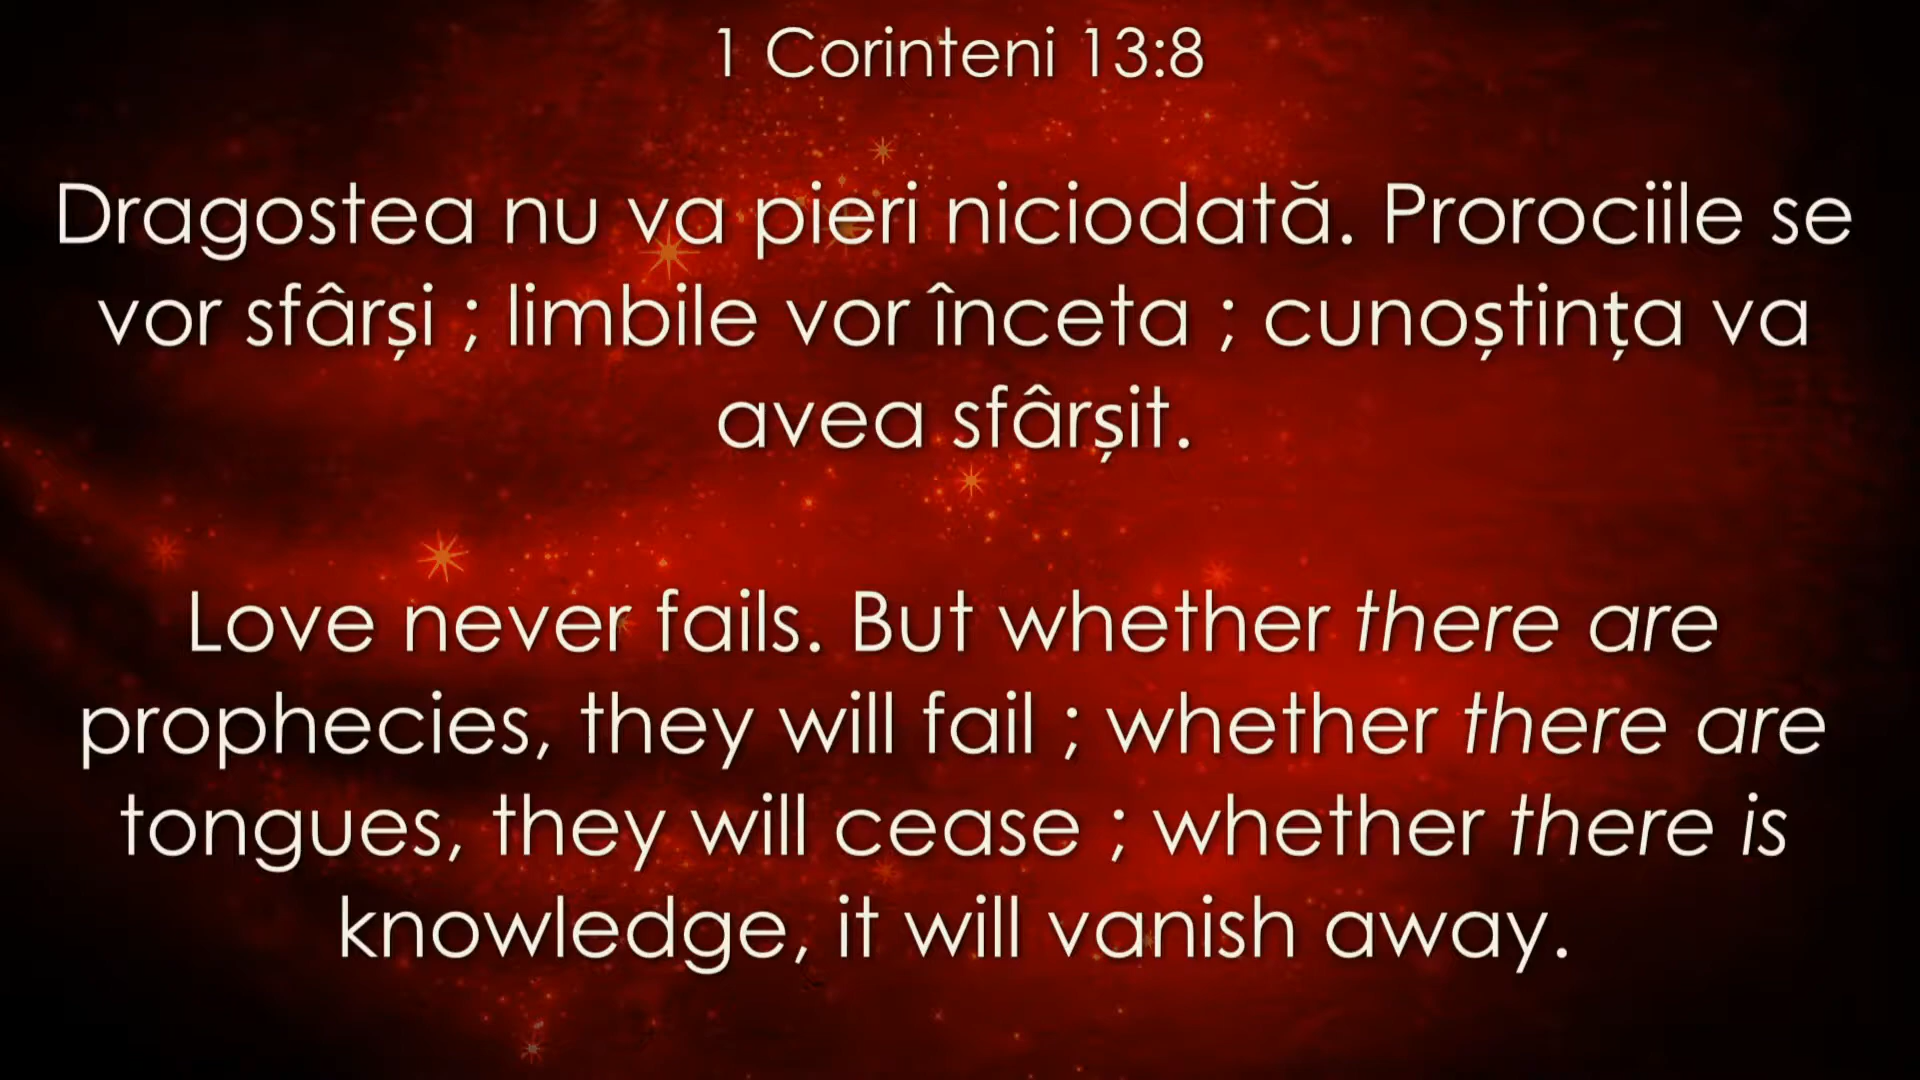 1 Corinteni 13:8
Dragostea nu va pieri niciodată. Prorociile se
vor sfârși ; limbile vor înceta ; cunoștința va
avea sfârșit.
Love never fails. But whether there are
prophecies, they will fail ; whether there are
tongues, they will cease ; whether there is
knowledge, it will vanish away.